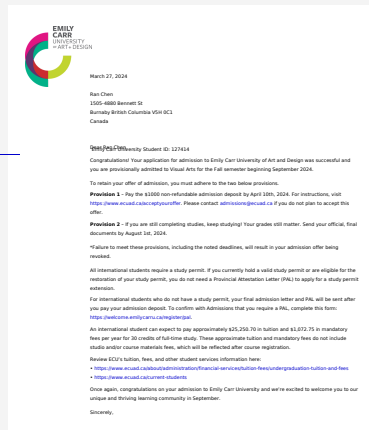 EMILY
CARR
UNIVERSITY
OF ART + DESIGN
March 27, 2024
Ran Chen
1505-4880 Bennett St
Burnaby British Columbia V5H 0C1
Canada
Dear Ran Chen,
Emily Carr University Student ID: 127414
Congratulations! Your application for admission to Emily Carr University of Art and Design was successful and
you are provisionally admitted to Visual Arts for the Fall semester beginning September 2024.
To retain your offer of admission, you must adhere to the two below provisions.
Provision 1 - Pay the $1000 non-refundable admission deposit by April 10th, 2024. For instructions, visit
https://www.ecuad.ca/acceptyouroffer. Please contact admissions@ecuad.ca if you do not plan to accept this
offer.
Provision 2 - If you are still completing studies, keep studying! Your grades still matter. Send your official, final
documents by August 1st, 2024.
*Failure to meet these provisions, including the noted deadlines, will result in your admission offer being
revoked.
All international students require a study permit. If you currently hold a valid study permit or are eligible for the
restoration of your study permit, you do not need a Provincial Attestation Letter (PAL) to apply for a study permit
extension.
For international students who do not have a study permit, your final admission letter and PAL will be sent after
you pay your admission deposit. To confirm with Admissions that you require a PAL, complete this form:
https://welcome.emilycarru.ca/register/pal.
An international student can expect to pay approximately $25,250.70 in tuition and $1,072.75 in mandatory
fees per year for 30 credits of full-time study. These approximate tuition and mandatory fees do not include
studio and/or course materials fees, which will be reflected after course registration.
Review ECU's tuition, fees, and other student services information here:
• https://www.ecuad.ca/about/administration/financial-services/tuition-fees/undergraduate-tuition-and-fees
• https://www.ecuad.ca/current-students
Once again, congratulations on your admission to Emily Carr University and we're excited to welcome you to our
unique and thriving learning community in September.
Sincerely,